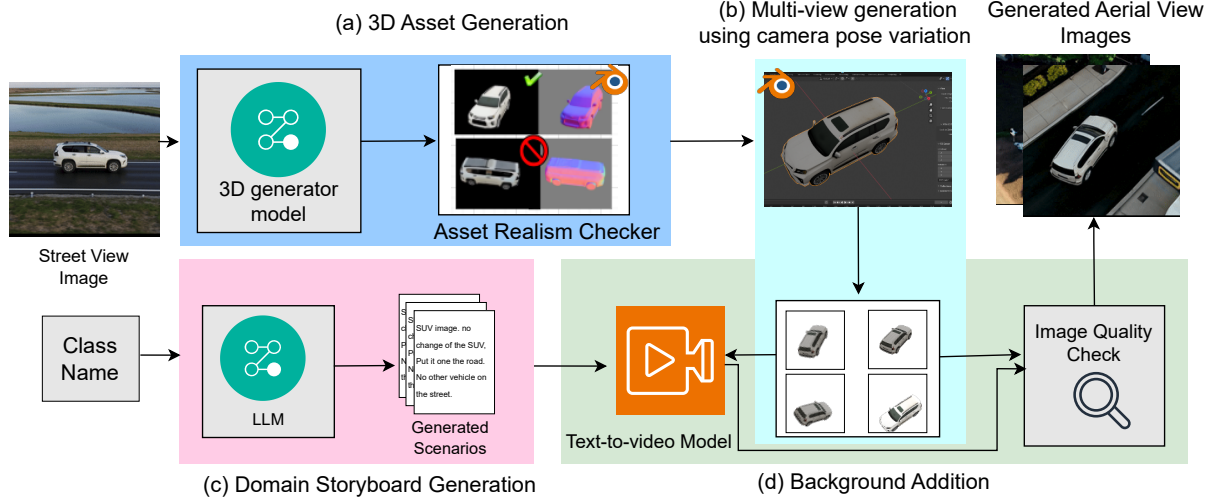 (a) 3D Asset Generation
(b) Multi-view generation
using camera pose variation
Generated Aerial View
Images
3D generator
model
Asset Realism Checker
Street View
Image
Class
Name
LLM
SUV image. no
change of the SUV,
Put it one the road.
No other vehicle on
the street.
Generated
Scenarios
Text-to-video Model
Image Quality
Check
(c) Domain Storyboard Generation
(d) Background Addition